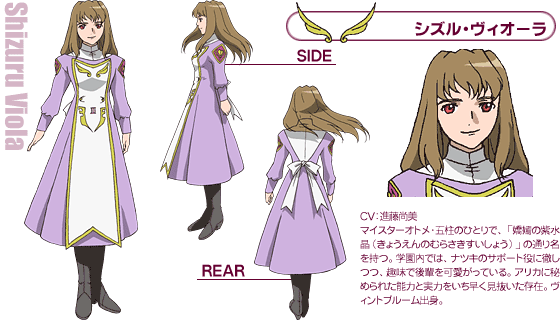 Shizuru Viola
シズル・ヴィオーラ
SIDE
REAR
CV:進藤尚美
マイスターオトメ・五柱のひとりで、「嬌嫣の紫水
晶（きょうえんのむらさきすいしょう）」の通り名
を持つ。学園内では、ナツキのサポート役に徹し
つつ、趣味で後輩を可愛がっている。アリカに秘
められた能力と実力をいち早く見抜いた存在。ヴ
ィントブルーム出身。